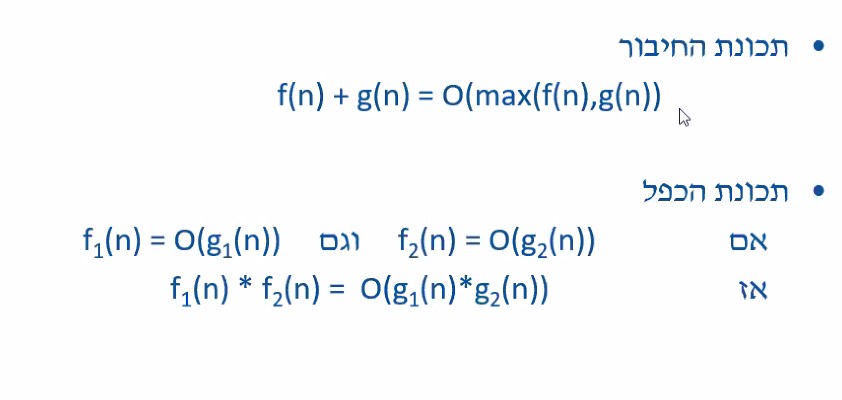 • תכונת החיבור
f(n) + g(n) = O(max(f(n),g(n))
• תכונת הכפל
אם f₂(n) = O(g₂(n)) וגם f₁(n) = O(g₁(n))
אז f₁(n) * f₂(n) = O(g₁(n)*g₂(n))